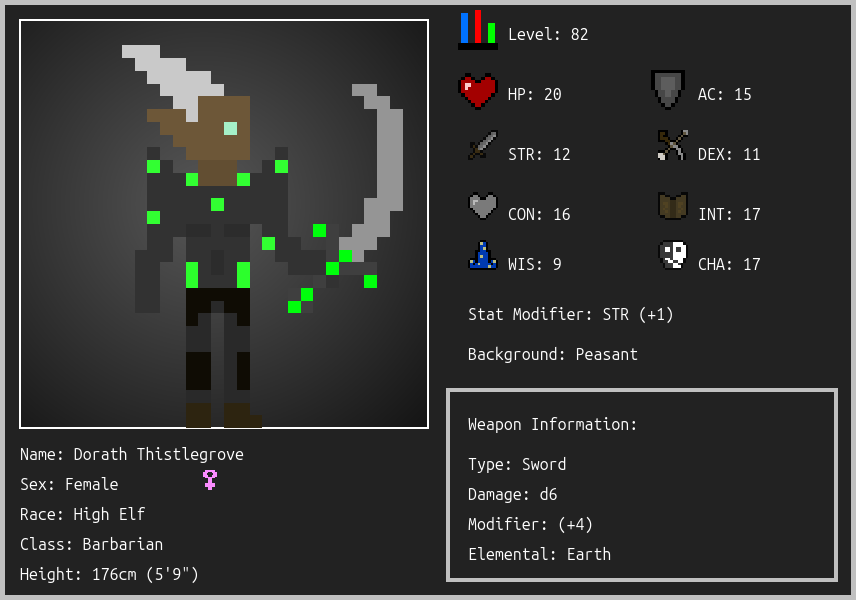 Level: 82
HP: 20
AC: 15
STR: 12
DEX: 11
CON: 16
INT: 17
WIS: 9
CHA: 17
Stat Modifier: STR (+1)
Background: Peasant
Weapon Information:
Type: Sword
Damage: d6
Modifier: (+4)
Elemental: Earth
Name: Dorath Thistlegrove
Sex: Female
Race: High Elf
Class: Barbarian
Height: 176cm (5'9")